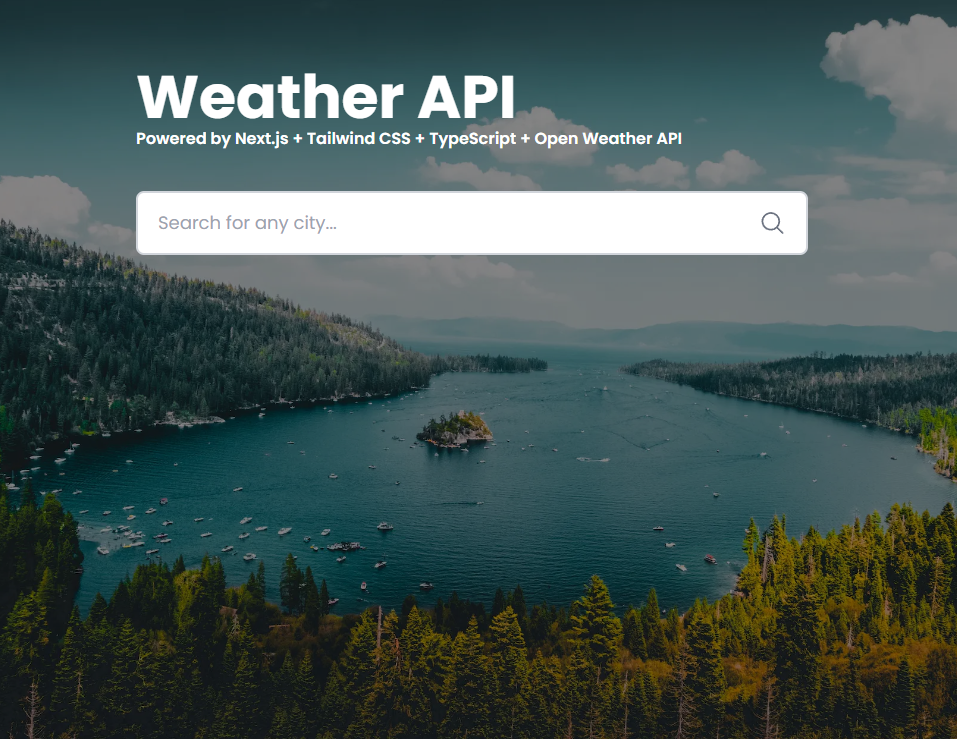 Weather API
Powered by Next.js + Tailwind CSS + TypeScript + Open Weather API
Search for any city...